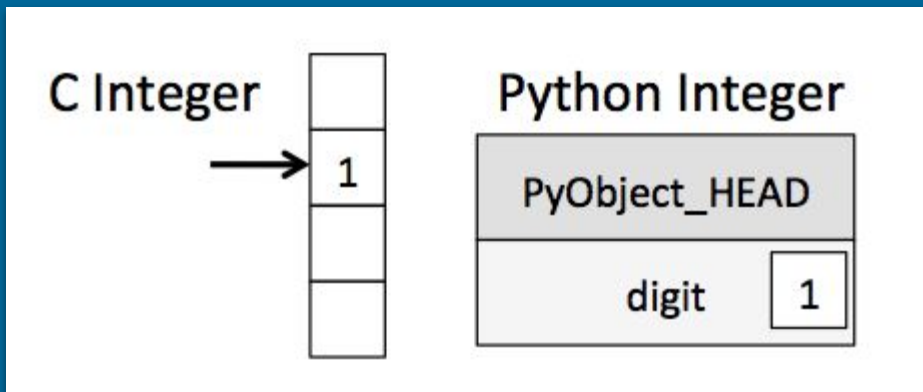 C Integer
1
Python Integer
PyObject_HEAD
digit 1